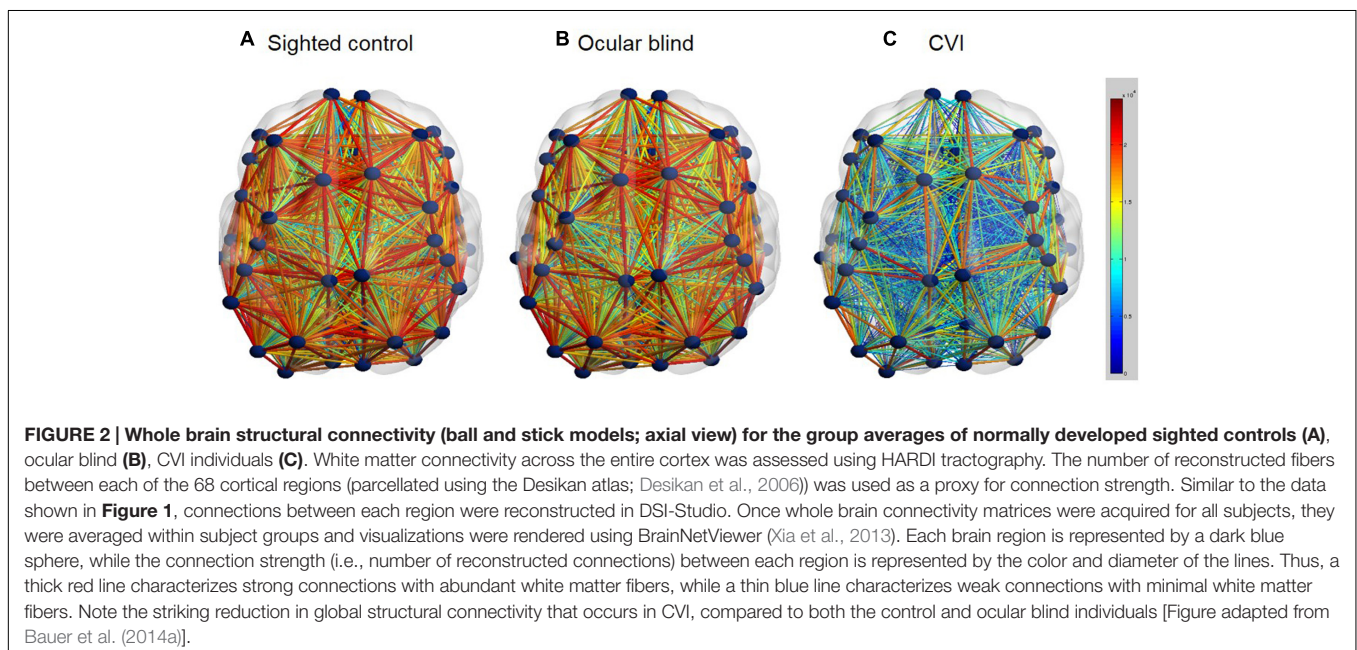 A Sighted control
B Ocular blind
C CVI
2
1.5
1
0.5
0
FIGURE 2 | Whole brain structural connectivity (ball and stick models; axial view) for the group averages of normally developed sighted controls (A),
ocular blind (B), CVI individuals (C). White matter connectivity across the entire cortex was assessed using HARDI tractography. The number of reconstructed fibers
between each of the 68 cortical regions (parcellated using the Desikan atlas; Desikan et al., 2006)) was used as a proxy for connection strength. Similar to the data
shown in Figure 1, connections between each region were reconstructed in DSI-Studio. Once whole brain connectivity matrices were acquired for all subjects, they
were averaged within subject groups and visualizations were rendered using BrainNetViewer (Xia et al., 2013). Each brain region is represented by a dark blue
sphere, while the connection strength (i.e., number of reconstructed connections) between each region is represented by the color and diameter of the lines. Thus, a
thick red line characterizes strong connections with abundant white matter fibers, while a thin blue line characterizes weak connections with minimal white matter
fibers. Note the striking reduction in global structural connectivity that occurs in CVI, compared to both the control and ocular blind individuals [Figure adapted from
Bauer et al. (2014a)].